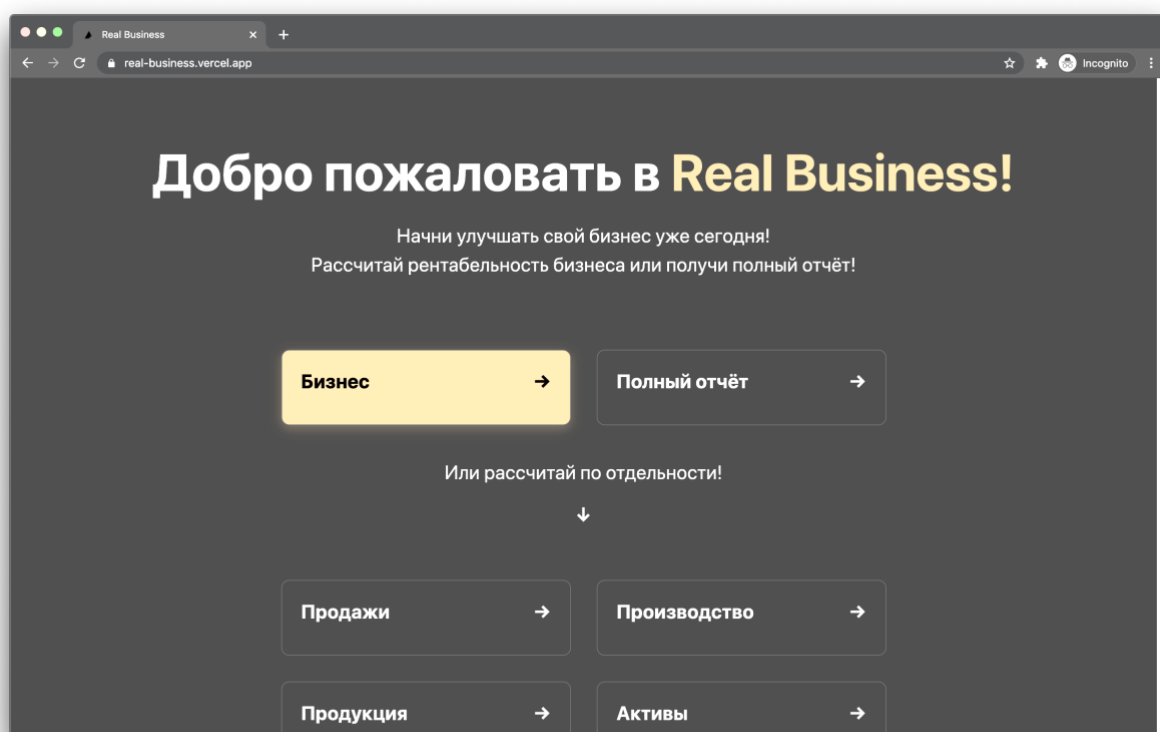 Real Business
real-business.vercel.app
Incognito
Добро пожаловать в Real Business!
Начни улучшать свой бизнес уже сегодня!
Рассчитай рентабельность бизнеса или получи полный отчёт!
Бизнес →
Полный отчёт →
Или рассчитай по отдельности!
↓
Продажи →
Производство →
Продукция →
Активы →